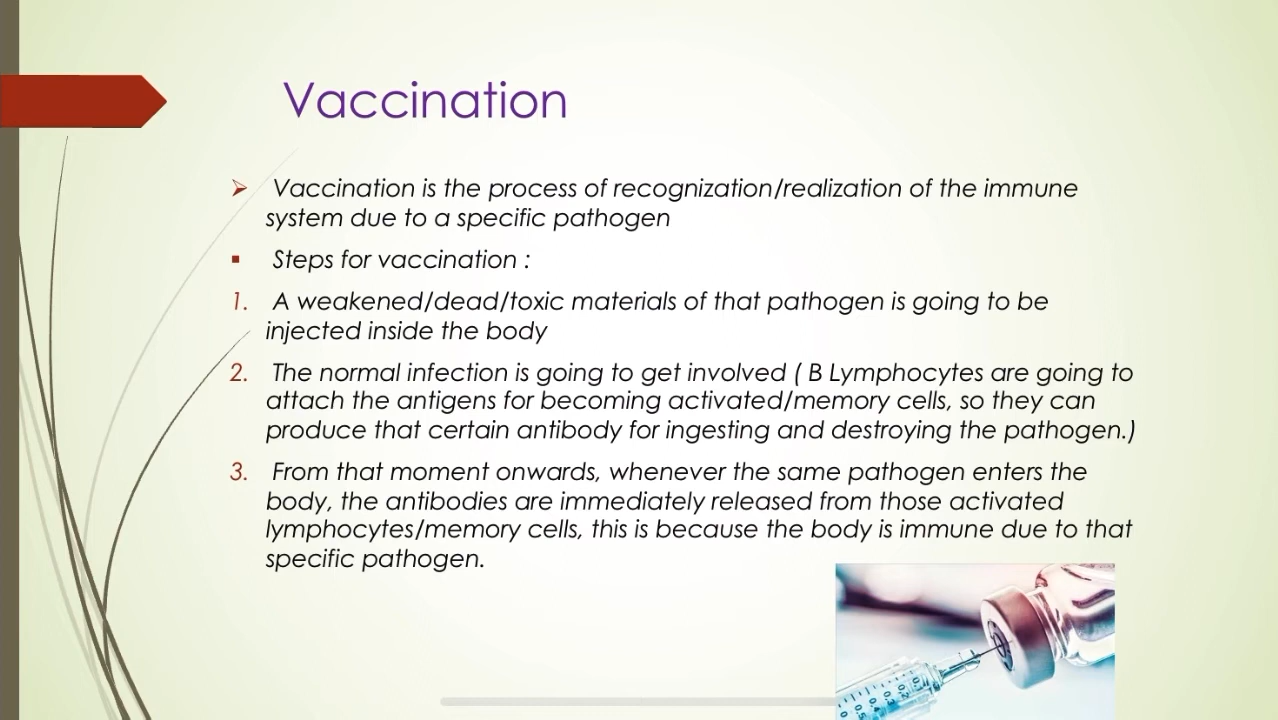 Vaccination
Vaccination is the process of recognization/realization of the immune
system due to a specific pathogen
Steps for vaccination :
1. A weakened/dead/toxic materials of that pathogen is going to be
injected inside the body
2. The normal infection is going to get involved ( B Lymphocytes are going to
attach the antigens for becoming activated/memory cells, so they can
produce that certain antibody for ingesting and destroying the pathogen.)
3. From that moment onwards, whenever the same pathogen enters the
body, the antibodies are immediately released from those activated
lymphocytes/memory cells, this is because the body is immune due to that
specific pathogen.